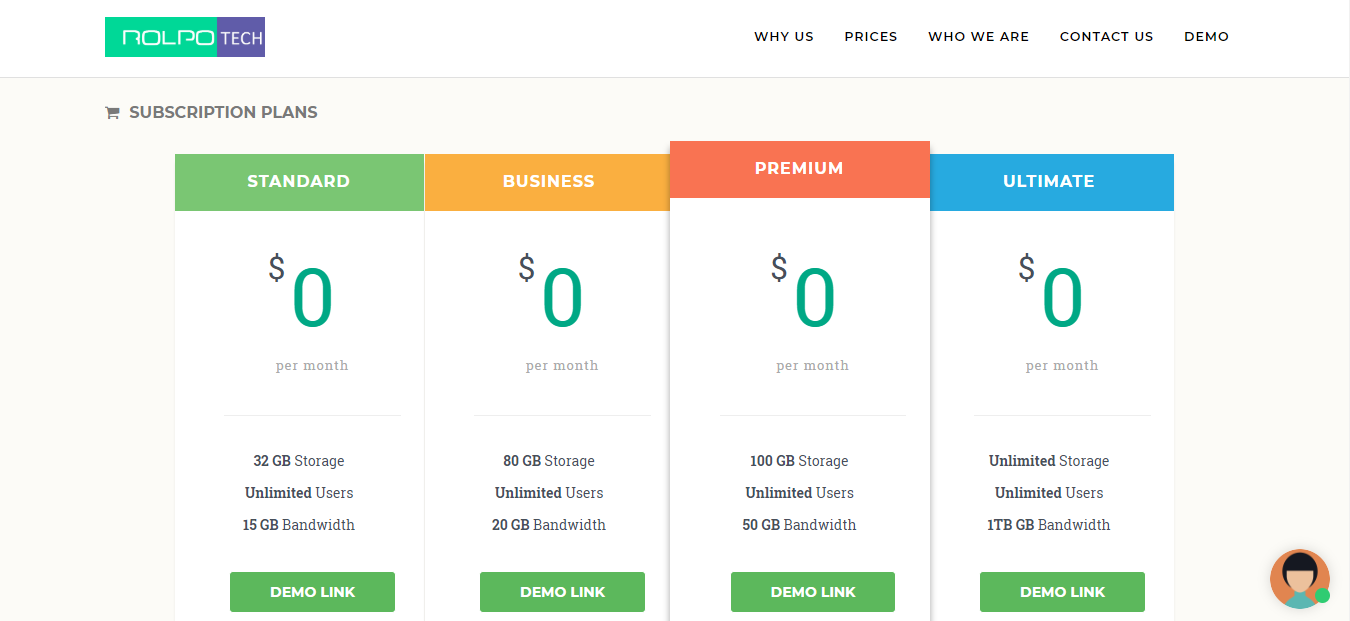 ROLPO TECH
WHY US
PRICES
WHO WE ARE
CONTACT US
DEMO
SUBSCRIPTION PLANS
STANDARD
$ 0
per month
32 GB Storage
Unlimited Users
15 GB Bandwidth
DEMO LINK
BUSINESS
$ 0
per month
80 GB Storage
Unlimited Users
20 GB Bandwidth
DEMO LINK
PREMIUM
$ 0
per month
100 GB Storage
Unlimited Users
50 GB Bandwidth
DEMO LINK
ULTIMATE
$ 0
per month
Unlimited Storage
Unlimited Users
1TB GB Bandwidth
DEMO LINK